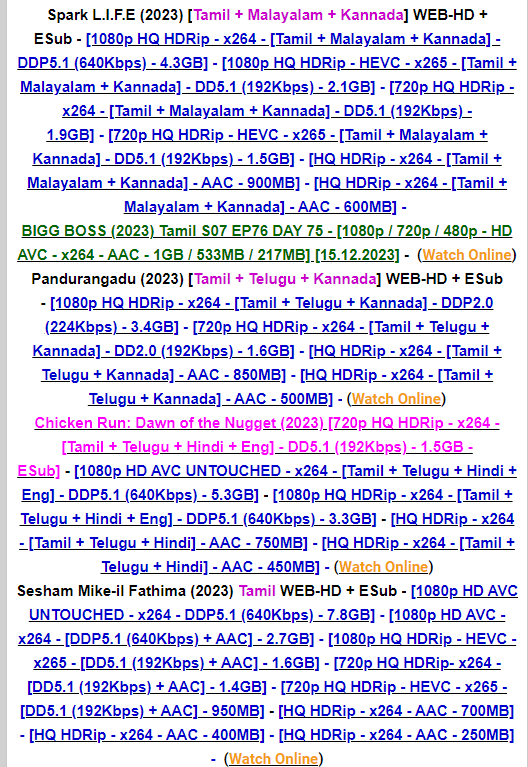 Spark L.I.F.E (2023) [Tamil + Malayalam + Kannada] WEB-HD +
ESub - [1080p HQ HDRip - x264 - [Tamil + Malayalam + Kannada] -
DDP5.1 (640Kbps) - 4.3GB] - [1080p HQ HDRip - HEVC - x265 - [Tamil +
Malayalam + Kannada] - DD5.1 (192Kbps) - 2.1GB] - [720p HQ HDRip -
x264 - [Tamil + Malayalam + Kannada] - DD5.1 (192Kbps) -
1.9GB] - [720p HQ HDRip - HEVC - x265 - [Tamil + Malayalam +
Kannada] - DD5.1 (192Kbps) - 1.5GB] - [HQ HDRip - x264 - [Tamil +
Malayalam + Kannada] - AAC - 900MB] - [HQ HDRip - x264 - [Tamil +
Malayalam + Kannada] - AAC - 600MB] -
BIGG BOSS (2023) Tamil S07 EP76 DAY 75 - [1080p / 720p / 480p - HD
AVC - x264 - AAC - 1GB / 533MB / 217MB] [15.12.2023] - (Watch Online)
Pandurangadu (2023) [Tamil + Telugu + Kannada] WEB-HD + ESub
- [1080p HQ HDRip - x264 - [Tamil + Telugu + Kannada] - DDP2.0
(224Kbps) - 3.4GB] - [720p HQ HDRip - x264 - [Tamil + Telugu +
Kannada] - DD2.0 (192Kbps) - 1.6GB] - [HQ HDRip - x264 - [Tamil +
Telugu + Kannada] - AAC - 850MB] - [HQ HDRip - x264 - [Tamil +
Telugu + Kannada] - AAC - 500MB] - (Watch Online)
Chicken Run: Dawn of the Nugget (2023) [720p HQ HDRip - x264 -
[Tamil + Telugu + Hindi + Eng] - DD5.1 (192Kbps) - 1.5GB -
ESub] - [1080p HD AVC UNTOUCHED - x264 - [Tamil + Telugu + Hindi +
Eng] - DDP5.1 (640Kbps) - 5.3GB] - [1080p HQ HDRip - x264 - [Tamil +
Telugu + Hindi + Eng] - DDP5.1 (640Kbps) - 3.3GB] - [HQ HDRip - x264
- [Tamil + Telugu + Hindi] - AAC - 750MB] - [HQ HDRip - x264 - [Tamil +
Telugu + Hindi] - AAC - 450MB] - (Watch Online)
Sesham Mike-il Fathima (2023) Tamil WEB-HD + ESub - [1080p HD AVC
UNTOUCHED - x264 - DDP5.1 (640Kbps) - 7.8GB] - [1080p HD AVC -
x264 - [DDP5.1 (640Kbps) + AAC] - 2.7GB] - [1080p HQ HDRip - HEVC -
x265 - [DD5.1 (192Kbps) + AAC] - 1.6GB] - [720p HQ HDRip- x264 -
[DD5.1 (192Kbps) + AAC] - 1.4GB] - [720p HQ HDRip - HEVC - x265 -
[DD5.1 (192Kbps) + AAC] - 950MB] - [HQ HDRip - x264 - AAC - 700MB]
- [HQ HDRip - x264 - AAC - 400MB] - [HQ HDRip - x264 - AAC - 250MB]
- (Watch Online)